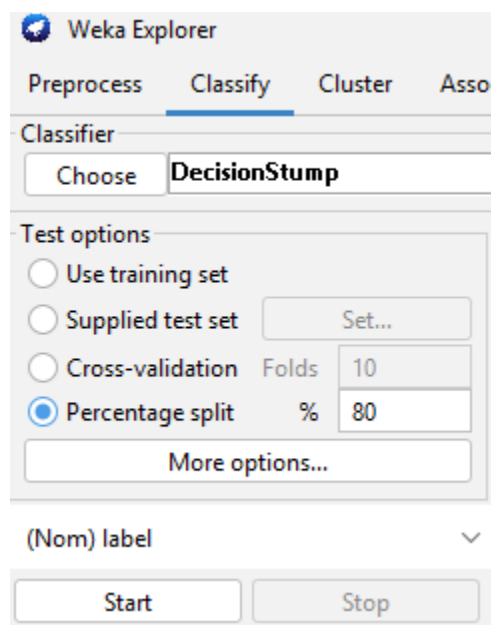 Weka Explorer
Preprocess Classify Cluster Asso
Classifier
Choose DecisionStump
Test options
Use training set
Supplied test set Set...
Cross-validation Folds 10
Percentage split % 80
More options...
(Nom) label
Start Stop